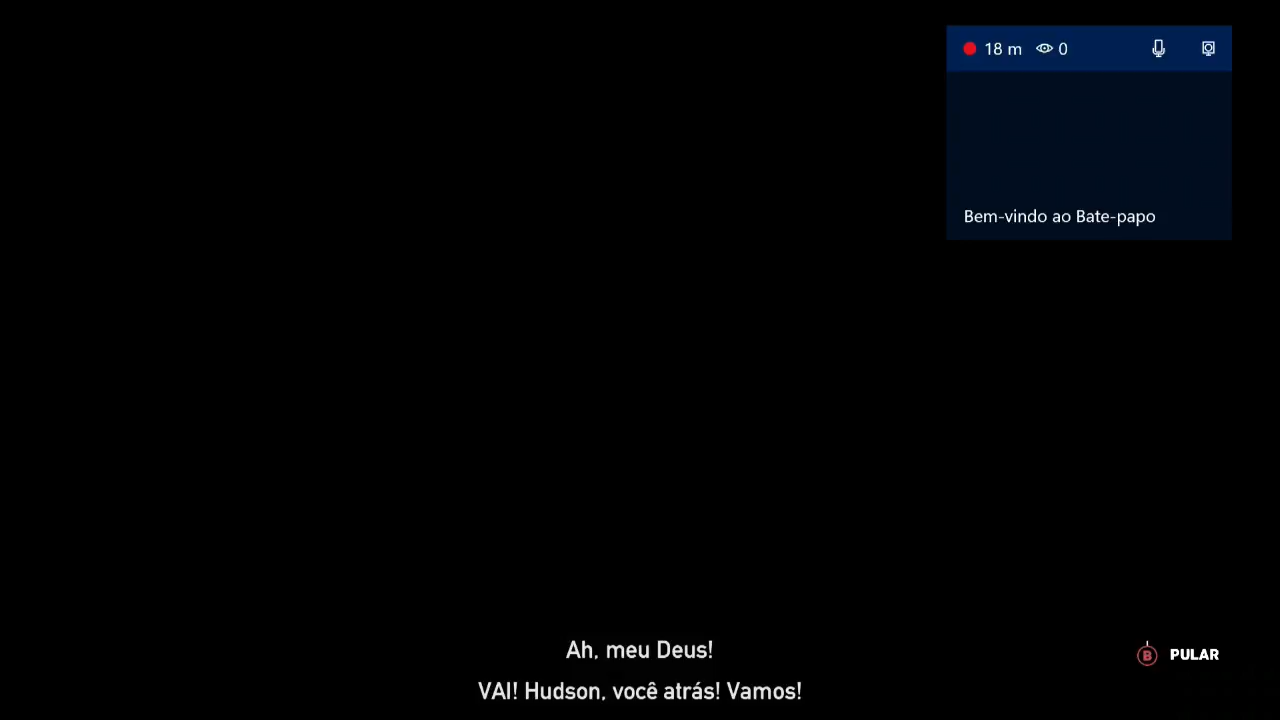 18 m 0
Bem-vindo ao Bate-papo
Ah, meu Deus!
VAI! Hudson, você atrás! Vamos!
B PULAR